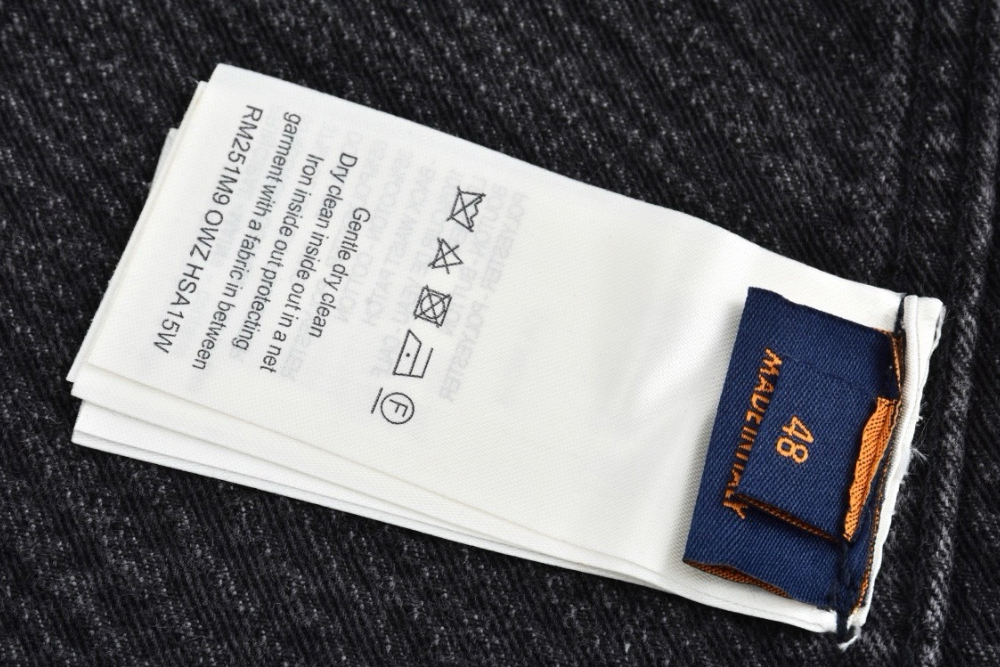 F
Dry clean inside out in a net
Gentle dry clean
Iron inside out protecting
garment with a fabric in between
RM251M9 OWZ HSA15W
48
MADE IN ITALY